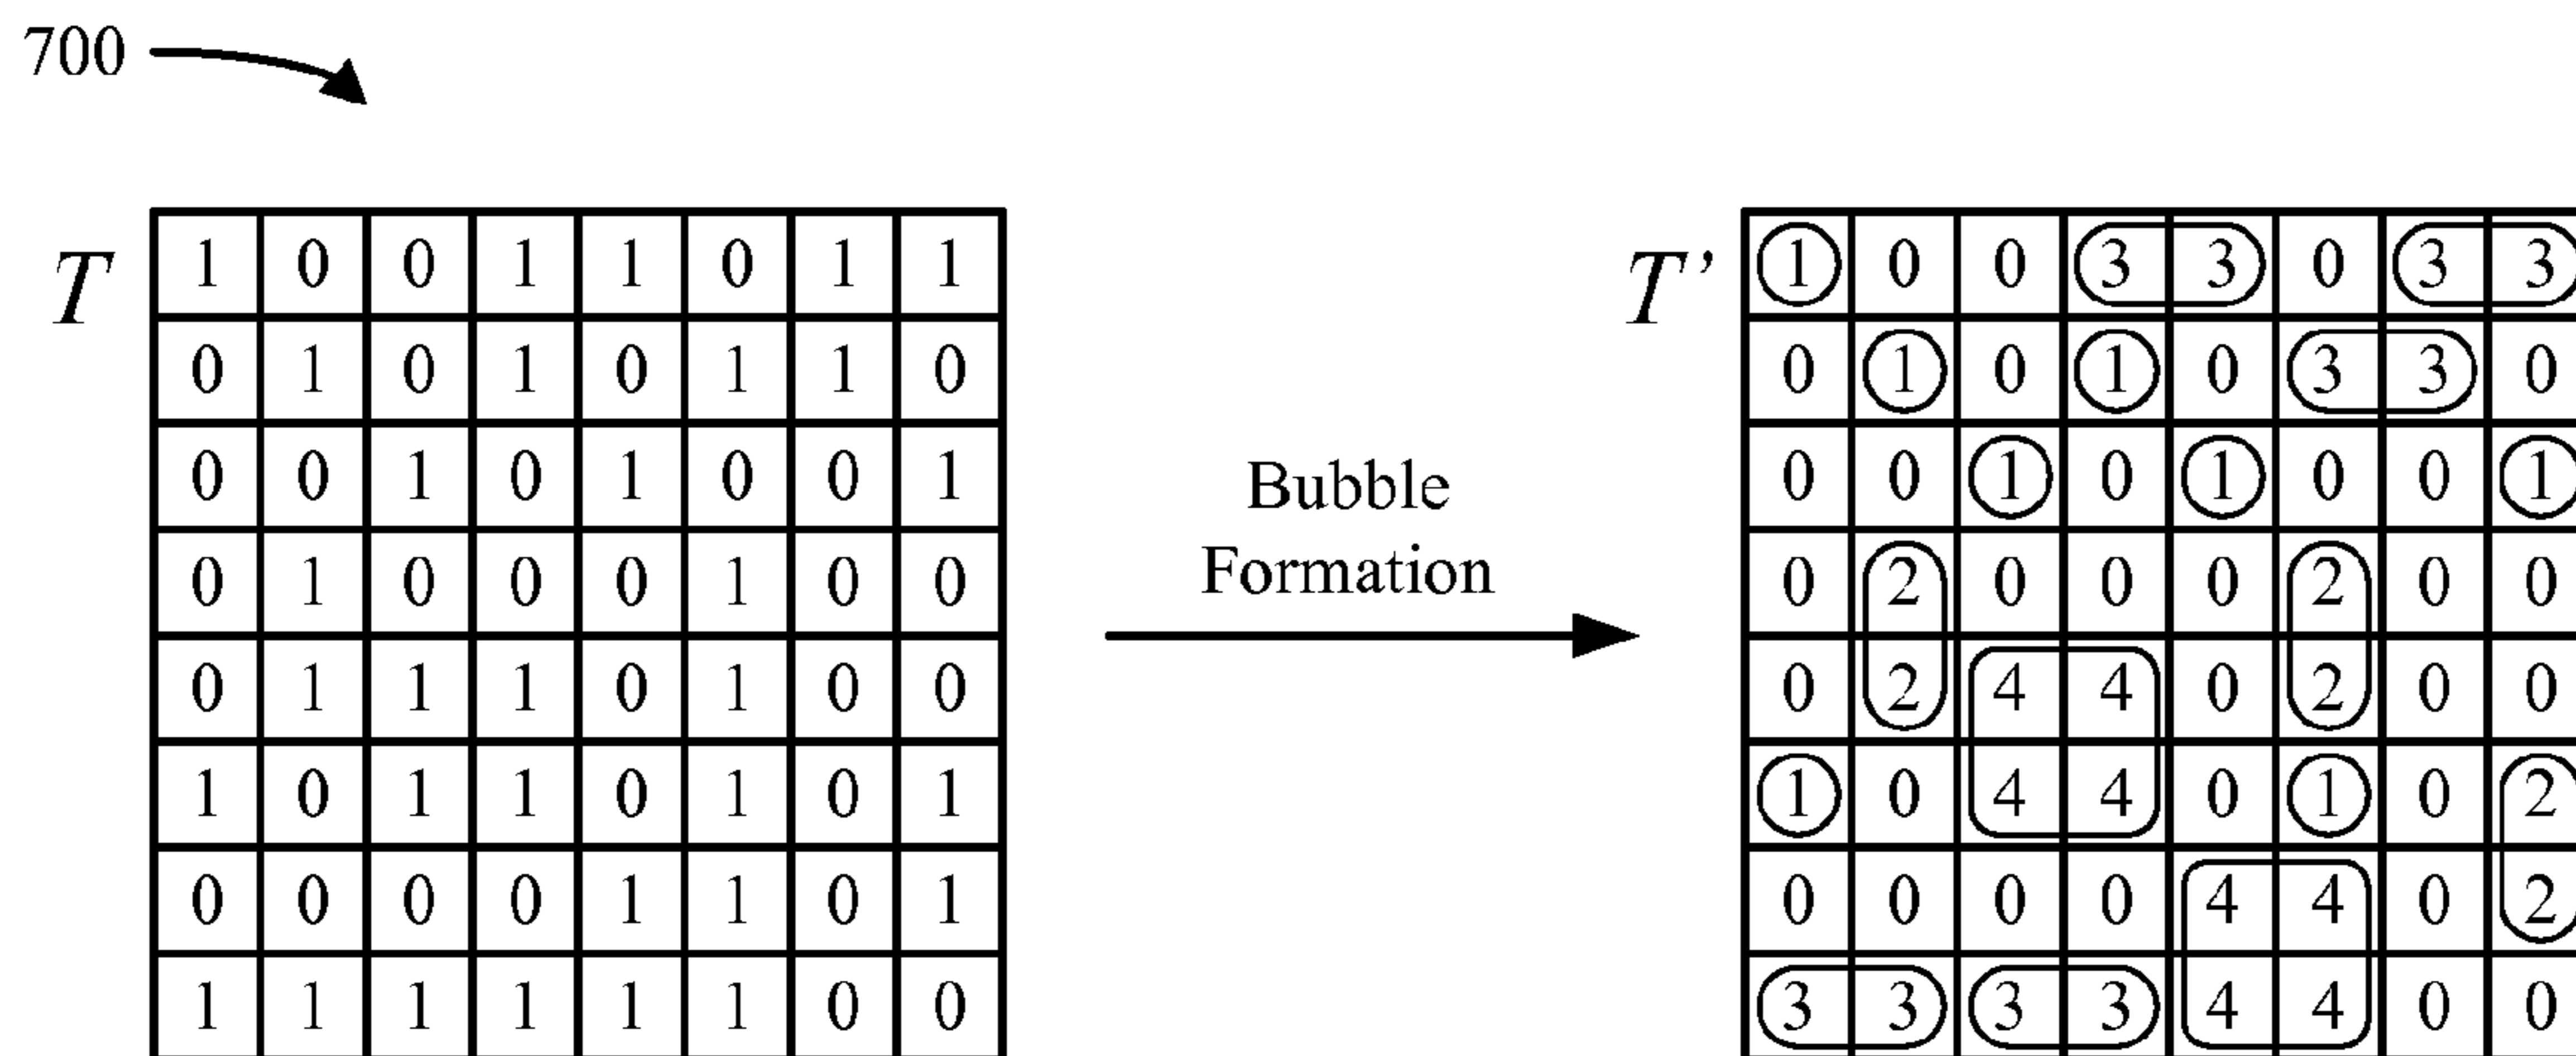 700
T
1 0 0 1 1 0 1 1
0 1 0 1 0 1 1 0
0 0 1 0 1 0 0 1
0 1 0 0 0 1 0 0
0 1 1 1 0 1 0 0
1 0 1 1 0 1 0 1
0 0 0 0 1 1 0 1
1 1 1 1 1 1 0 0
Bubble
Formation
T’
1 0 0 3 3 0 3 3
0 1 0 1 0 3 3 0
0 0 1 0 1 0 0 1
0 2 0 0 0 2 0 0
0 2 4 4 0 2 0 0
1 0 4 4 0 1 0 2
0 0 0 0 4 4 0 2
3 3 3 3 4 4 0 0